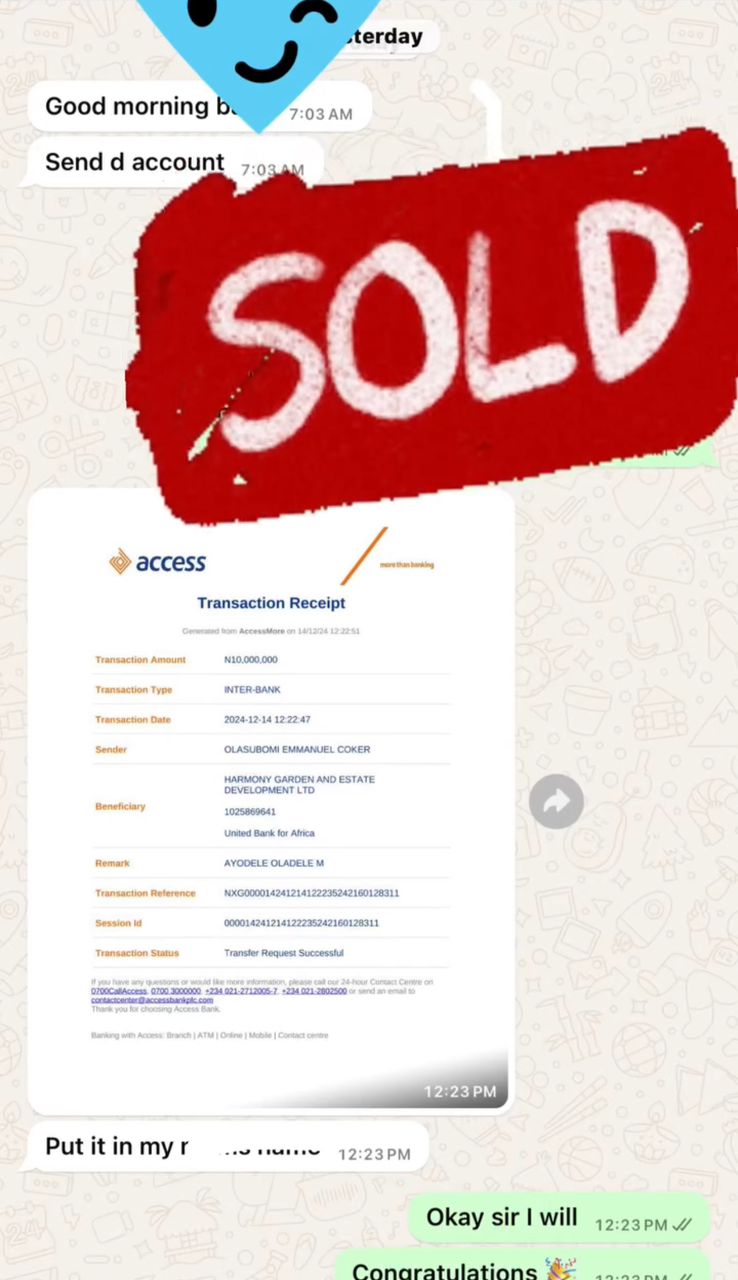 sterday
Good morning b
7:03 AM
Send d account
7:03 AM
SOLD
access
more than banking
Transaction Receipt
Generated from AccessMore on 14/12/24 12:22:51
Transaction Amount N10,000,000
Transaction Type INTER-BANK
Transaction Date 2024-12-14 12:22:47
Sender OLASUBOMI EMMANUEL COKER
Beneficiary HARMONY GARDEN AND ESTATE
DEVELOPMENT LTD
1025869641
United Bank for Africa
Remark AYODELE OLADELE M
Transaction Reference NXG000014241214122235242160128311
Session Id 000014241214122235242160128311
Transaction Status Transfer Request Successful
If you have any questions or would like more information, please call our 24-hour Contact Centre on
0700CallAccess, 0700 3000000, +234 021-2712005-7, +234 021-2802500 or send an email to
contactcenter@accessbankplc.com
Thank you for choosing Access Bank.
Banking with Access: Branch | ATM | Online | Mobile | Contact centre
12:23 PM
Put it in my name
12:23 PM
Okay sir I will 12:23 PM
Congratulations 🎉 12:23 PM